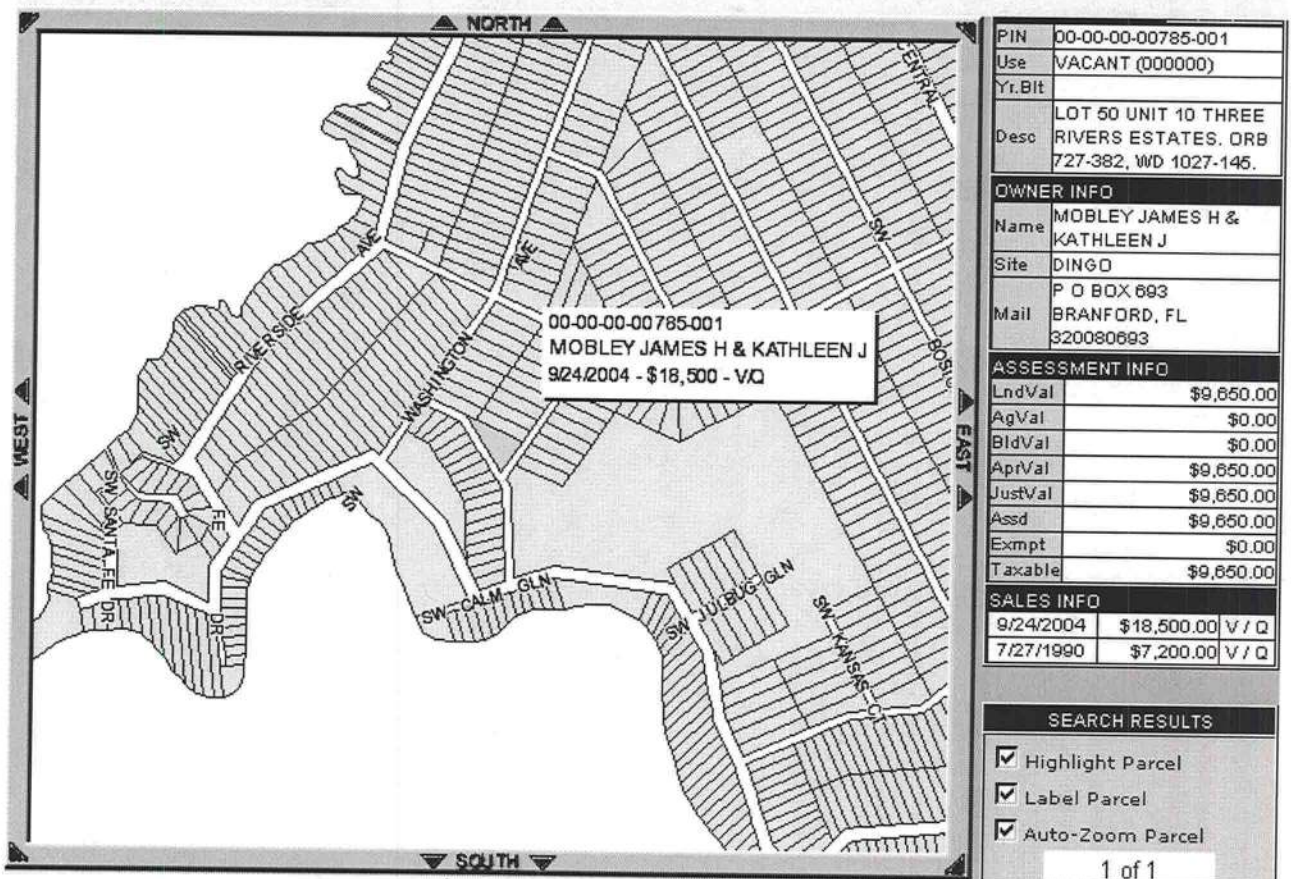 NORTH
WEST
EAST
SOUTH
CENTRAL
SW
BOSTON
AVE
AVE
RIVERSIDE
WASHINGTON
SW
SW
SW SANTA FE DR
FE
DR
SW CALM GLN
SW JULBUG GLN
SW KANSAS CT
00-00-00-00785-001
MOBLEY JAMES H & KATHLEEN J
9/24/2004 - $18,500 - V/Q
PIN 00-00-00-00785-001
Use VACANT (000000)
Yr.Blt
Desc LOT 50 UNIT 10 THREE
RIVERS ESTATES. ORB
727-382, WD 1027-145.
OWNER INFO
Name MOBLEY JAMES H &
KATHLEEN J
Site DINGO
Mail P O BOX 693
BRANFORD, FL
320080693
ASSESSMENT INFO
LndVal $9,650.00
AgVal $0.00
BldVal $0.00
AprVal $9,650.00
JustVal $9,650.00
Assd $9,650.00
Exmpt $0.00
Taxable $9,650.00
SALES INFO
9/24/2004 $18,500.00 V / Q
7/27/1990 $7,200.00 V / Q
SEARCH RESULTS
Highlight Parcel
Label Parcel
Auto-Zoom Parcel
1 of 1